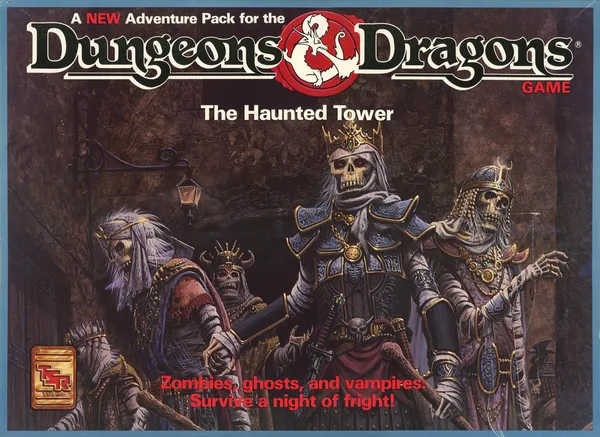 A NEW Adventure Pack for the
Dungeons & Dragons®
GAME
The Haunted Tower
TSR
Zombies, ghosts, and vampires:
Survive a night of fright!